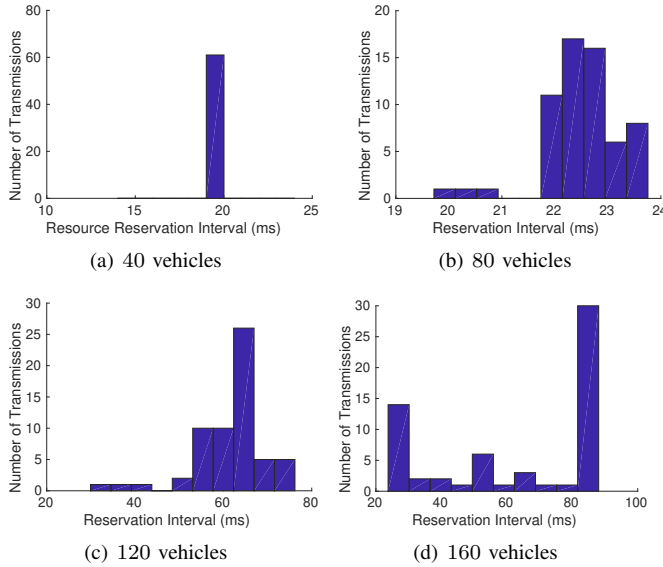 80
60
40
20
0
Number of Transmissions
10 15 20 25
Resource Reservation Interval (ms)
(a) 40 vehicles
20
15
10
5
0
Number of Transmissions
19 20 21 22 23 24
Reservation Interval (ms)
(b) 80 vehicles
30
25
20
15
10
5
0
Number of Transmissions
20 40 60 80
Reservation Interval (ms)
(c) 120 vehicles
30
25
20
15
10
5
0
Number of Transmissions
20 40 60 80 100
Reservation Interval (ms)
(d) 160 vehicles